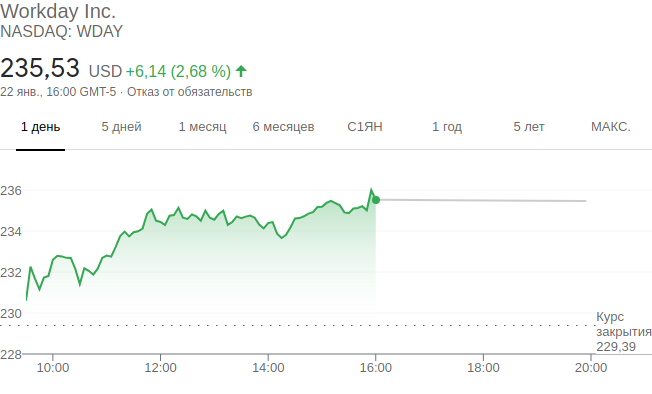 Workday Inc.
NASDAQ: WDAY
235,53 USD +6,14 (2,68 %)
22 янв., 16:00 GMT-5 · Отказ от обязательств
1 день 5 дней 1 месяц 6 месяцев С1ЯН 1 год 5 лет МАКС.
236
234
232
230
Курс
закрытия
229,39
228
10:00 12:00 14:00 16:00 18:00 20:00